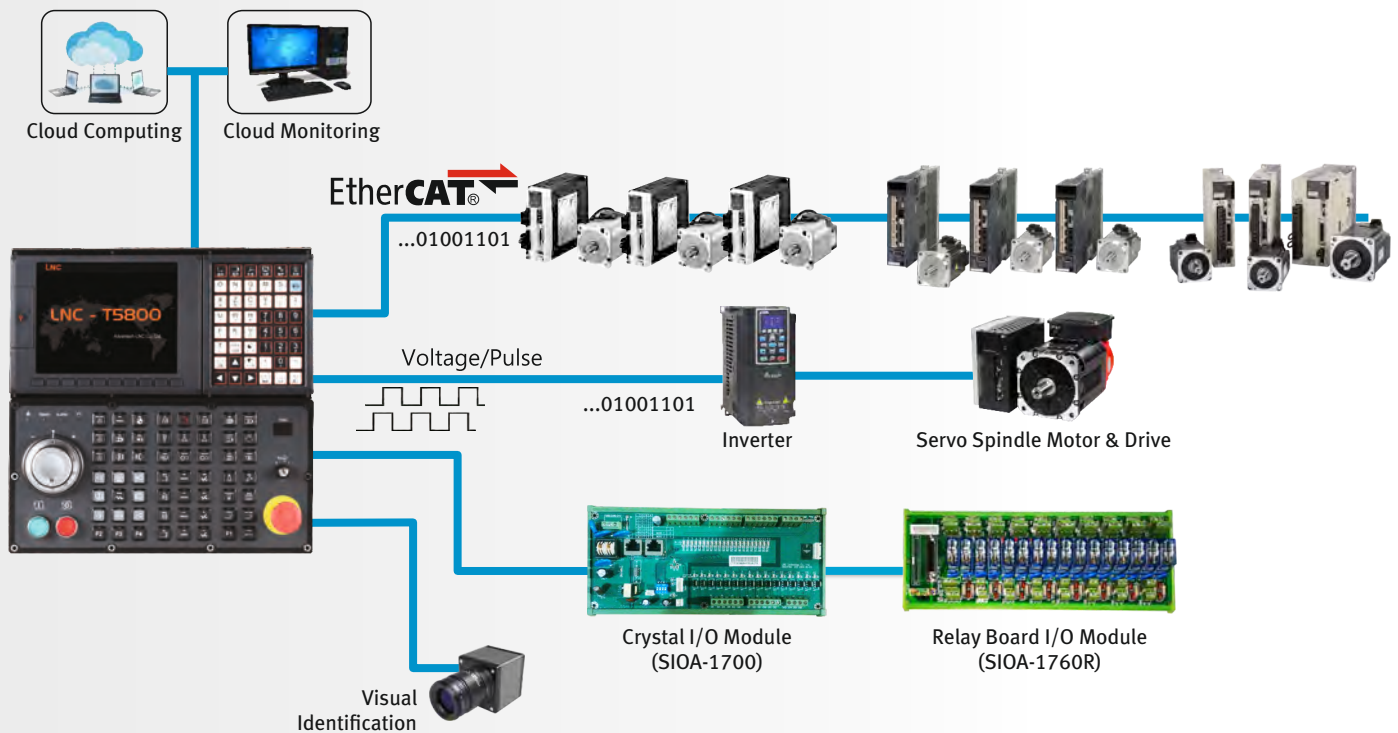 Cloud Computing
Cloud Monitoring
EtherCAT®
...01001101
LNC
LNC - T5800
Voltage/Pulse
...01001101
Inverter
Servo Spindle Motor & Drive
Crystal I/O Module
(SIOA-1700)
Relay Board I/O Module
(SIOA-1760R)
Visual
Identification